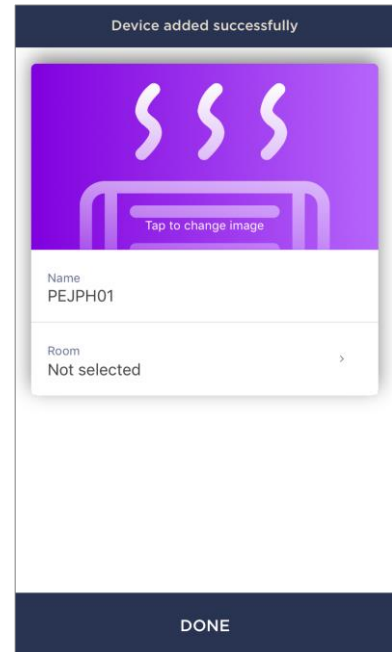 Device added successfully
Tap to change image
Name
PEJPH01
Room
Not selected
DONE